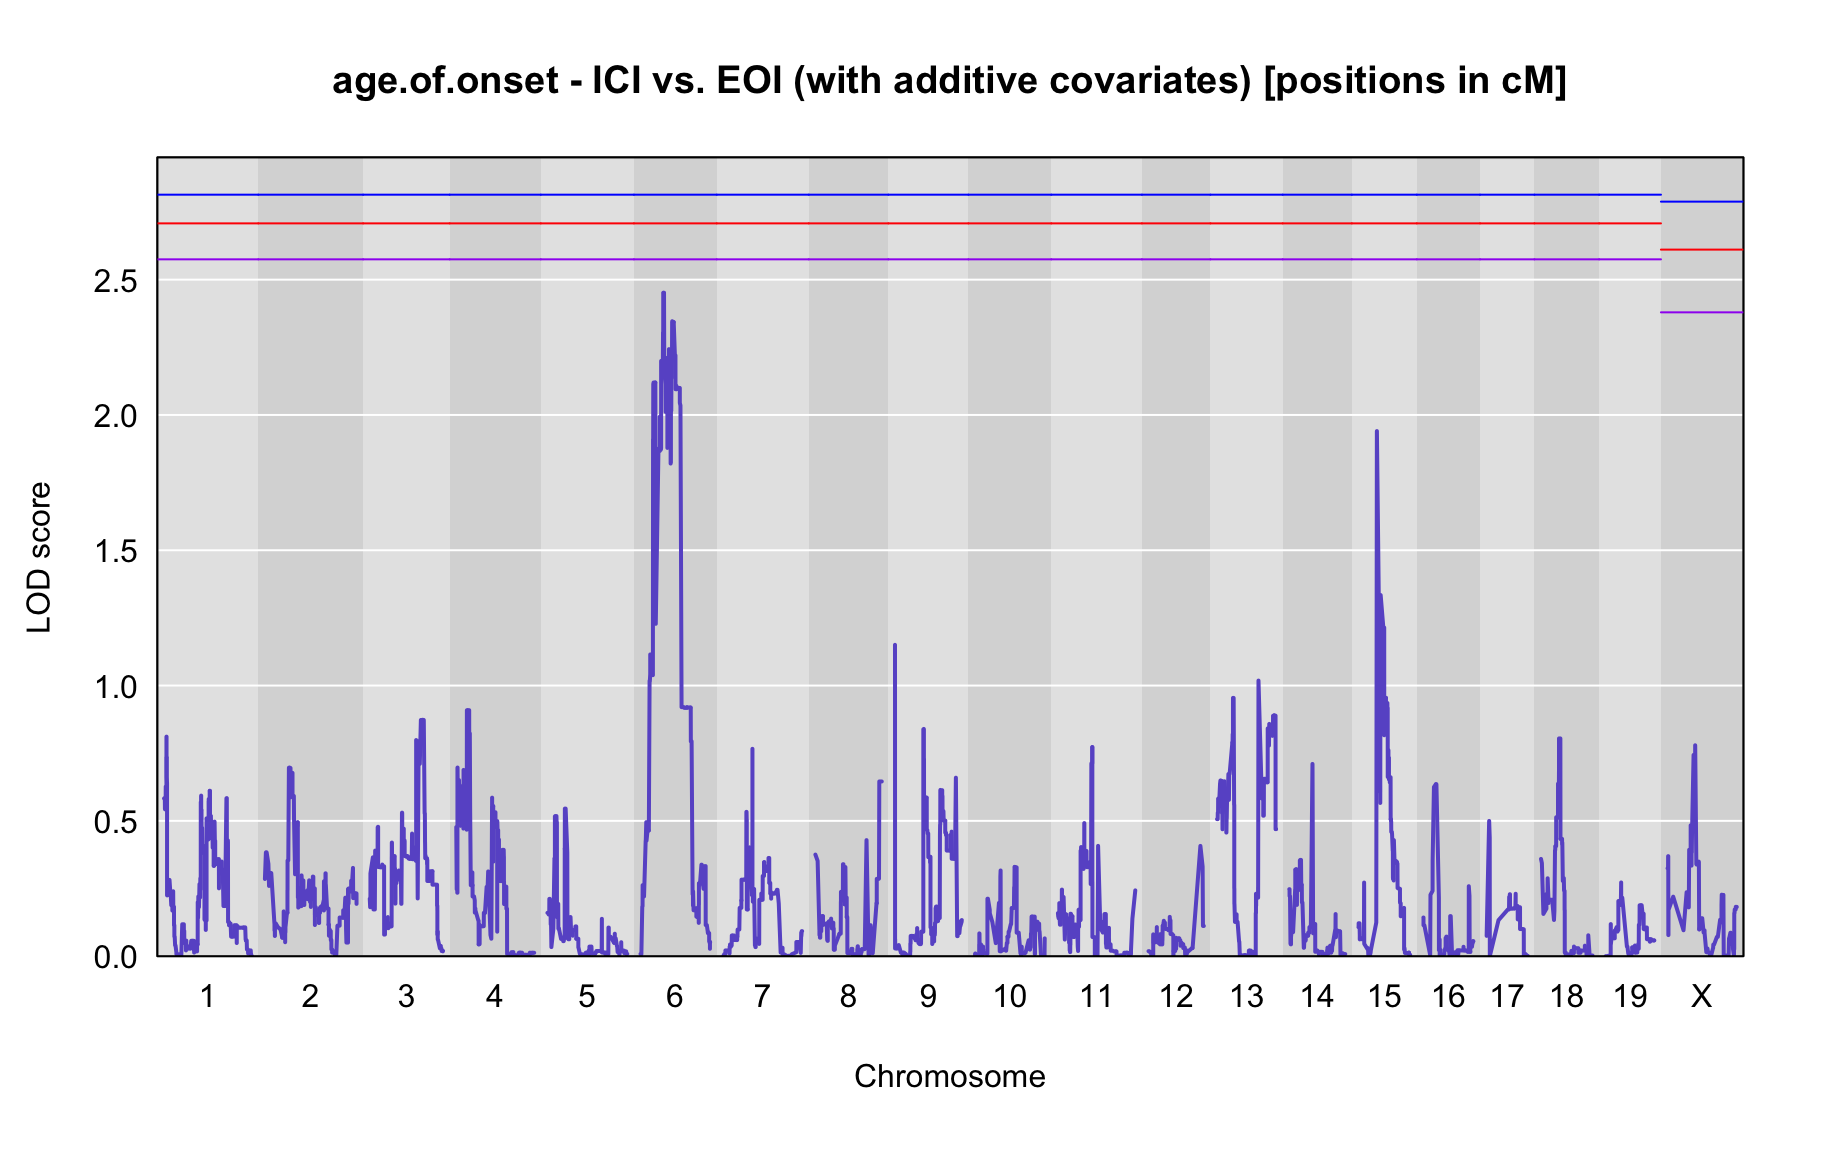 age.of.onset - ICI vs. EOI (with additive covariates) [positions in cM]
LOD score
2.5
2.0
1.5
1.0
0.5
0.0
1 2 3 4 5 6 7 8 9 10 11 12 13 14 15 16 17 18 19 X
Chromosome